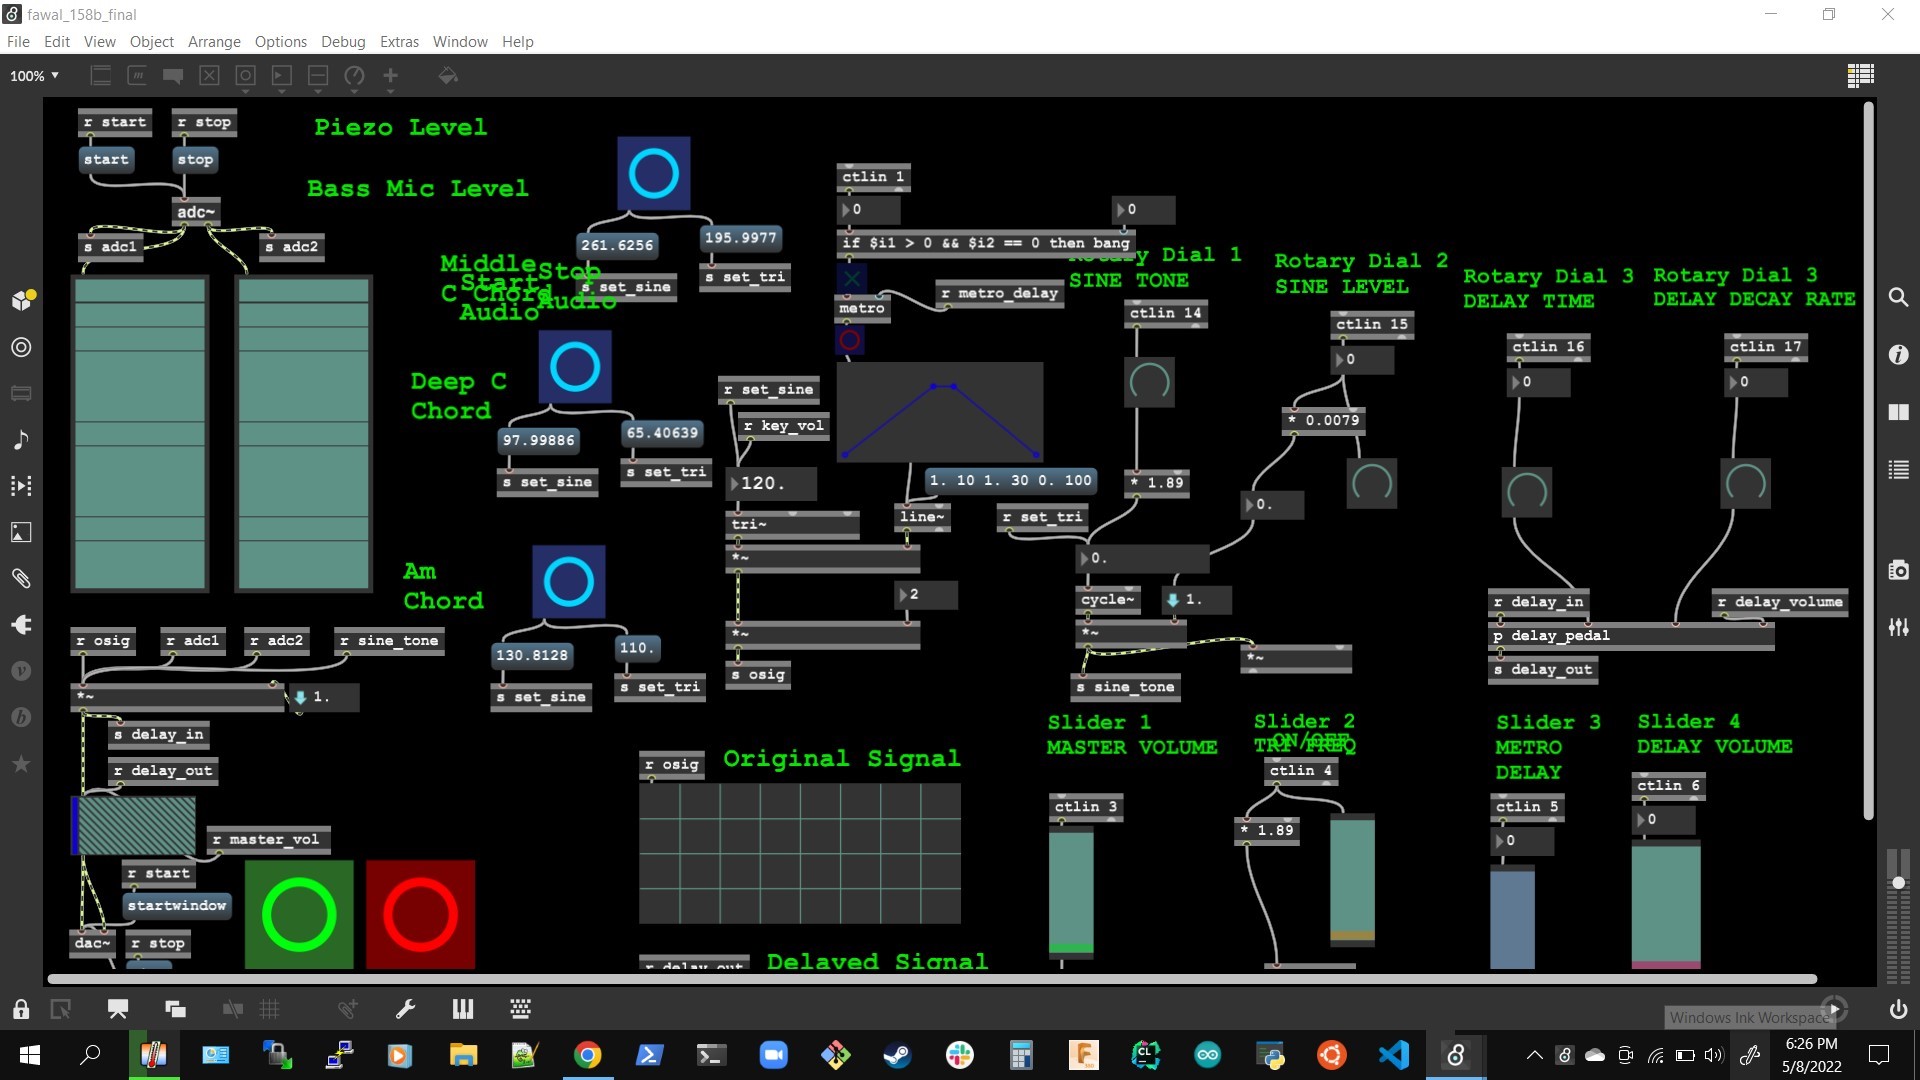 fawal_158b_final
File Edit View Object Arrange Options Debug Extras Window Help
100%
r start
r stop
start
stop
adc~
s adc1
s adc2
Piezo Level
Bass Mic Level
Middle
C Chord
Start
Audio
Stop
Audio
261.6256
195.9977
s set_sine
s set_tri
Deep C
Chord
97.99886
65.40639
s set_sine
s set_tri
Am
Chord
130.8128
110.
s set_sine
s set_tri
ctlin 1
0
0
if $i1 > 0 && $i2 == 0 then bang
metro
r metro_delay
r set_sine
r key_vol
120.
tri~
*~
1. 10 1. 30 0. 100
line~
2
*~
s osig
r set_tri
Rotary Dial 1
SINE TONE
ctlin 14
* 1.89
0.
cycle~
1.
*~
*~
s sine_tone
Rotary Dial 2
SINE LEVEL
ctlin 15
0
* 0.0079
0.
Rotary Dial 3
DELAY TIME
ctlin 16
0
Rotary Dial 3
DELAY DECAY RATE
ctlin 17
0
r delay_in
r delay_volume
p delay_pedal
s delay_out
r osig
r adc1
r adc2
r sine_tone
*~
1.
s delay_in
r delay_out
r master_vol
r start
startwindow
dac~
r stop
r osig
Original Signal
r delay_out
Delayed Signal
Slider 1
MASTER VOLUME
ctlin 3
Slider 2
TRI FREQ
ON/OFF
ctlin 4
* 1.89
Slider 3
METRO
DELAY
ctlin 5
0
Slider 4
DELAY VOLUME
ctlin 6
0
Windows Ink Workspace
6:26 PM
5/8/2022